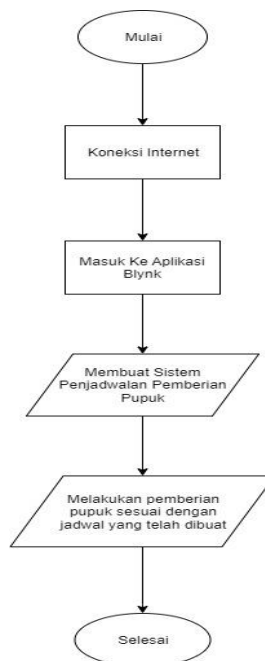 Mulai
Koneksi Internet
Masuk Ke Aplikasi
Blynk
Membuat Sistem
Penjadwalan Pemberian
Pupuk
Melakukan pemberian
pupuk sesuai dengan
jadwal yang telah dibuat
Selesai